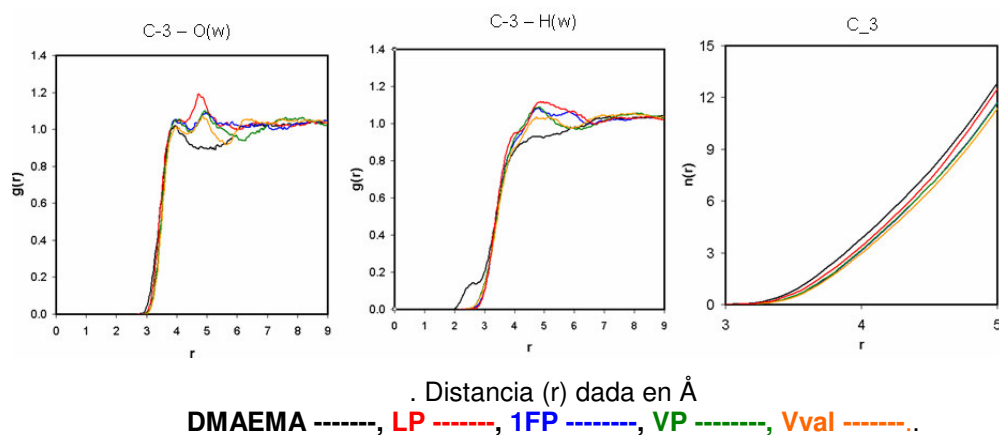 C-3 – O(w)
g(r)
1.4
1.2
1.0
0.8
0.6
0.4
0.2
0.0
0 1 2 3 4 5 6 7 8 9
r
C-3 – H(w)
g(r)
1.4
1.2
1.0
0.8
0.6
0.4
0.2
0.0
0 1 2 3 4 5 6 7 8 9
r
C_3
n(r)
15
12
9
6
3
0
3 4 5
r
. Distancia (r) dada en Å
DMAEMA -------, LP -------, 1FP --------, VP --------, Vval -------..